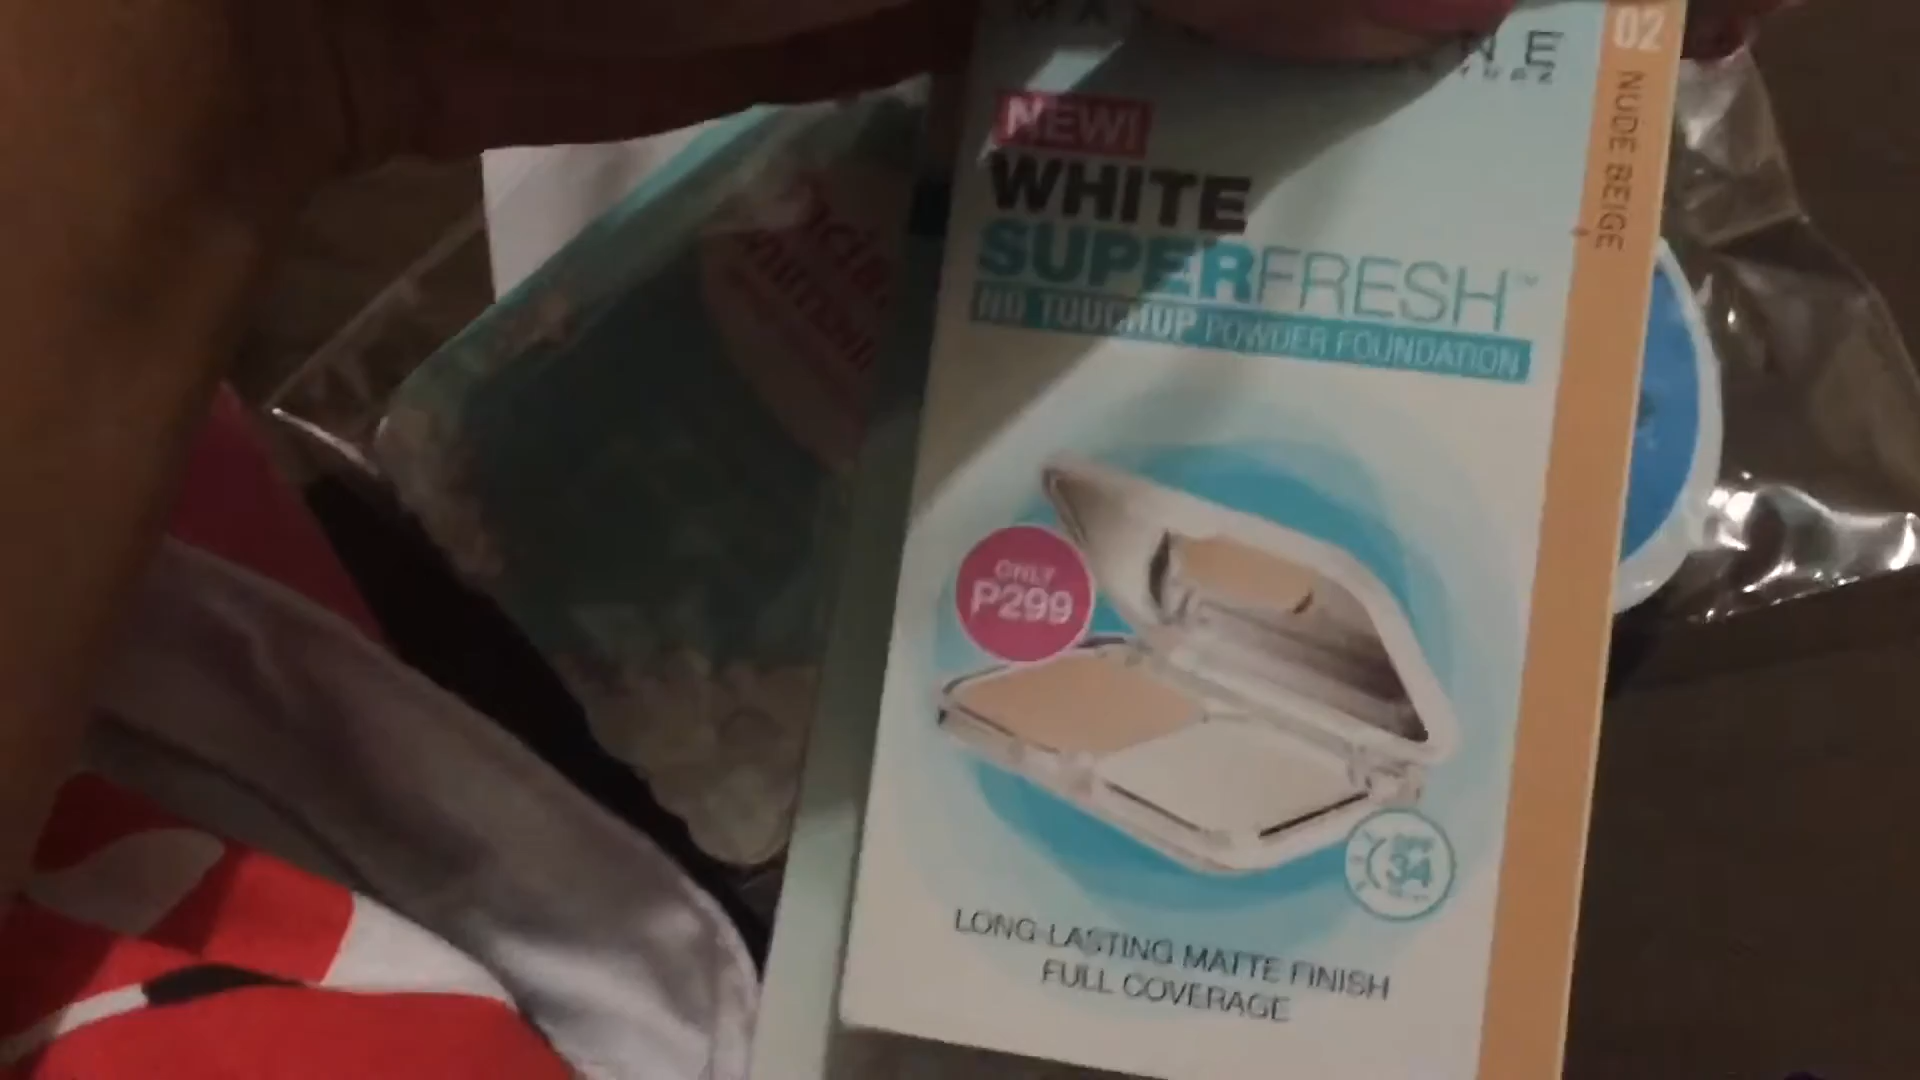 02 NUDE BEIGE
NEW!
WHITE
SUPERFRESH™
NO TOUCHUP POWDER FOUNDATION
ONLY
P299
SPF
34
LONG-LASTING MATTE FINISH
FULL COVERAGE